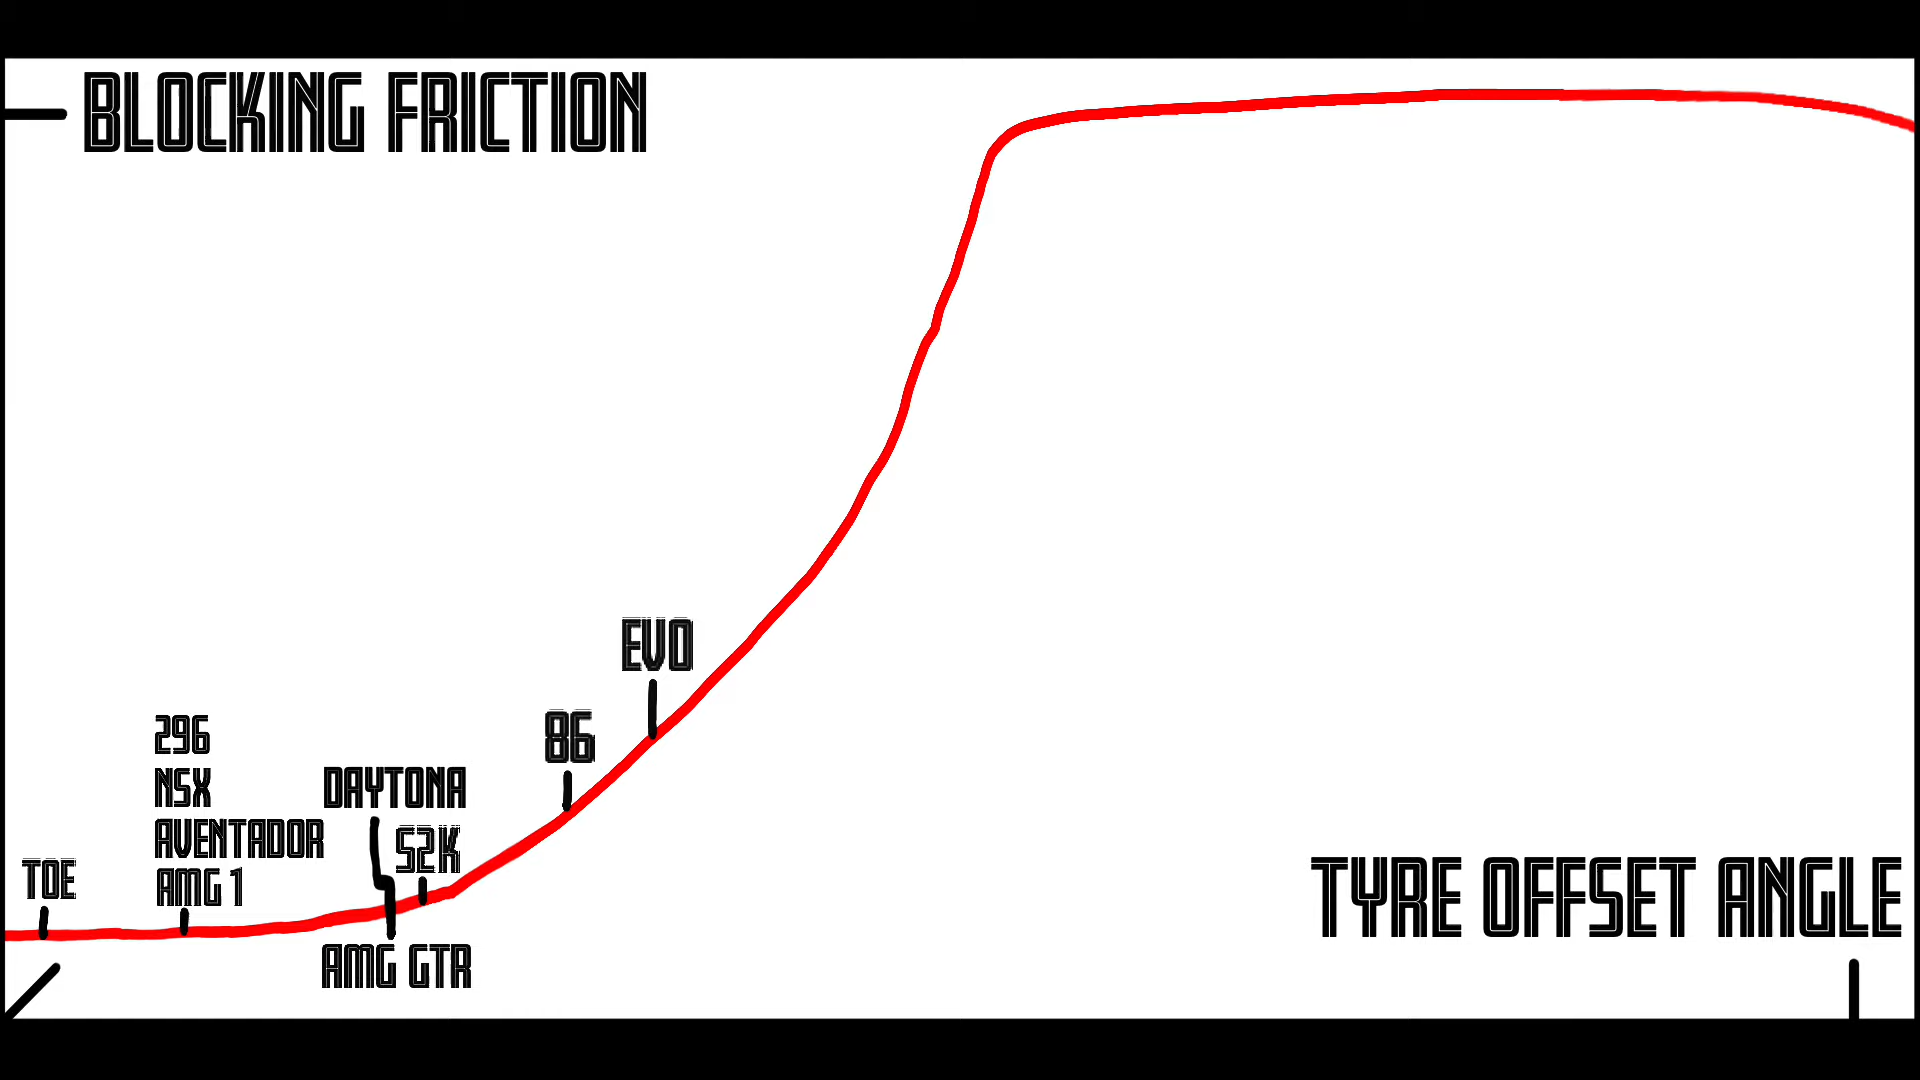 BLOCKING FRICTION
EVO
86
296
NSX
AVENTADOR
AMG 1
DAYTONA
S2K
TOE
AMG GTR
TYRE OFFSET ANGLE